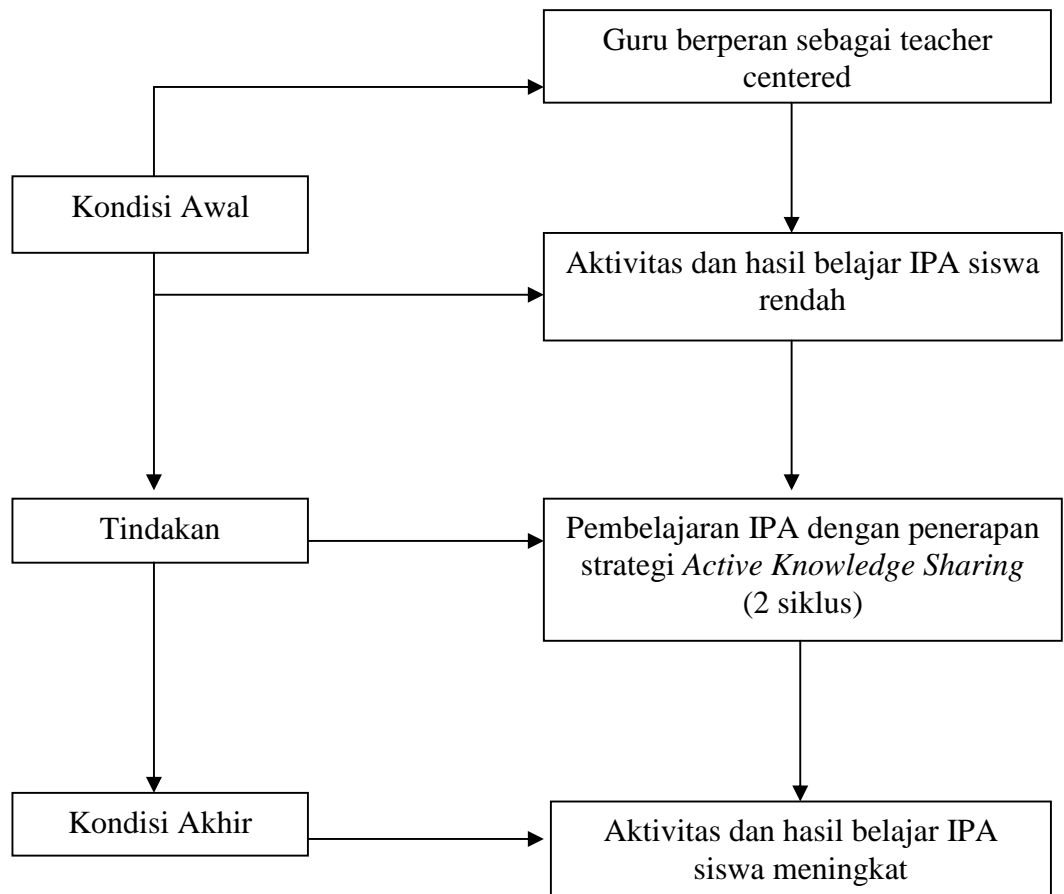 Guru berperan sebagai teacher
centered
Kondisi Awal
Aktivitas dan hasil belajar IPA siswa
rendah
Tindakan
Pembelajaran IPA dengan penerapan
strategi Active Knowledge Sharing
(2 siklus)
Kondisi Akhir
Aktivitas dan hasil belajar IPA
siswa meningkat